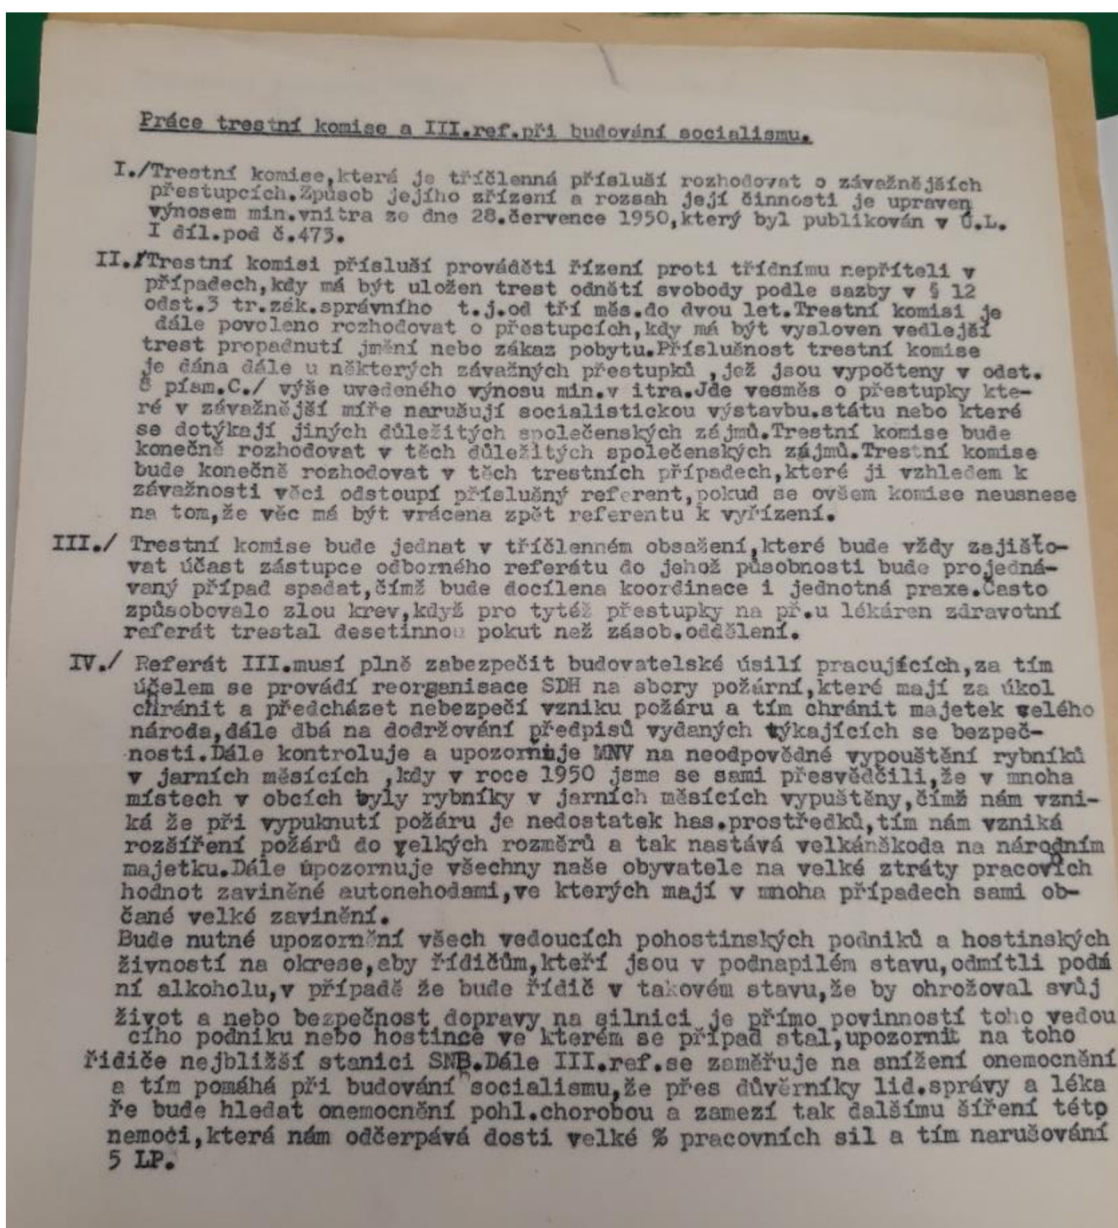 Práce trestní komise a III.ref.při budování socialismu.
I./Trestní komise,která je tříčlenná přísluší rozhodovat o závažnějších
přestupcích.Způsob jejího zřízení a rozsah její činnosti je upraven
výnosem min.vnitra ze dne 28.července 1950,který byl publikován v Ú.L.
I díl.pod č.473.
II./Trestní komisi přísluší prováděti řízení proti třídnímu nepříteli v
případech,kdy má být uložen trest odnětí svobody podle sazby v § 12
odst.3 tr.zák.správního t.j.od tří měs.do dvou let.Trestní komisi je
dále povoleno rozhodovat o přestupcích,kdy má být vysloven vedlejší
trest propadnutí jmění nebo zákaz pobytu.Příslušnost trestní komise
je dána dále u některých závažných přestupků ,jež jsou vypočteny v odst.
8 písm.C./ výše uvedeného výnosu min.v itra.Jde vesměs o přestupky kte-
ré v závažnější míře narušují socialistickou výstavbu.státu nebo které
se dotýkají jiných důležitých společenských zájmů.Trestní komise bude
konečně rozhodovat v těch důležitých společenských zájmů.Trestní komise
bude konečně rozhodovat v těch trestních případech,které ji vzhledem k
závažnosti věci odstoupí příslušný referent,pokud se ovšem komise neusnese
na tom,že věc má být vrácena zpět referentu k vyřízení.
III./ Trestní komise bude jednat v tříčlenném obsažení,které bude vždy zajišťo-
vat účast zástupce odborného referátu do jehož působnosti bude projedná-
vaný případ spadat,čímž bude docílena koordinace i jednotná praxe.Často
způsobovalo zlou krev,když pro tytéž přestupky na př.u lékáren zdravotní
referát trestal desetinnou pokut než zásob.oddělení.
IV./ Referát III.musí plně zabezpečit budovatelské úsilí pracujících,za tím
účelem se provádí reorganisace SDH na sbory požární,které mají za úkol
chránit a předcházet nebezpečí vzniku požáru a tím chránit majetek celého
národa,dále dbá na dodržování předpisů vydaných týkajících se bezpeč-
nosti.Dále kontroluje a upozorňuje MNV na neodpovědné vypouštění rybníků
v jarních měsících ,kdy v roce 1950 jsme se sami přesvědčili,že v mnoha
místech v obcích byly rybníky v jarních měsících vypuštěny,čímž nám vzni-
ká že při vypuknutí požáru je nedostatek has.prostředků,tím nám vzniká
rozšíření požárů do velkých rozměrů a tak nastává velkánškoda na národním
majetku.Dále upozornuje všechny naše obyvatele na velké ztráty pracovích
hodnot zaviněné autonehodami,ve kterých mají v mnoha případech sami ob-
čané velké zavinění.
Bude nutné upozornění všech vedoucích pohostinských podniků a hostinských
živností na okrese,aby řídičům,kteří jsou v podnapilém stavu,odmítli podá
ní alkoholu,v případě že bude řídič v takovém stavu,že by ohrožoval svůj
život a nebo bezpečnost dopravy na silnici je přímo povinností toho vedou
cího podniku nebo hostince ve kterém se případ stal,upozornit na toho
řidiče nejbližší stanici SNB.Dále III.ref.se zaměřuje na snížení onemocnění
a tím pomáhá při budování socialismu,že přes důvěrníky lid.správy a léka
ře bude hledat onemocnění pohl.chorobou a zamezí tak dalšímu šíření této
nemoci,která nám odčerpává dosti velké % pracovních sil a tím narušování
5 LP.